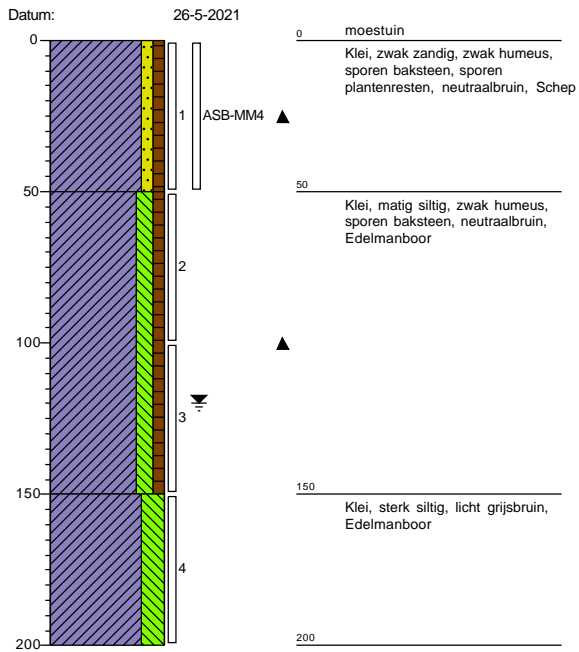 Datum: 26-5-2021
0
50
100
150
200
1
ASB-MM4
2
3
4
0 moestuin
Klei, zwak zandig, zwak humeus,
sporen baksteen, sporen
plantenresten, neutraalbruin, Schep
50
Klei, matig siltig, zwak humeus,
sporen baksteen, neutraalbruin,
Edelmanboor
150
Klei, sterk siltig, licht grijsbruin,
Edelmanboor
200